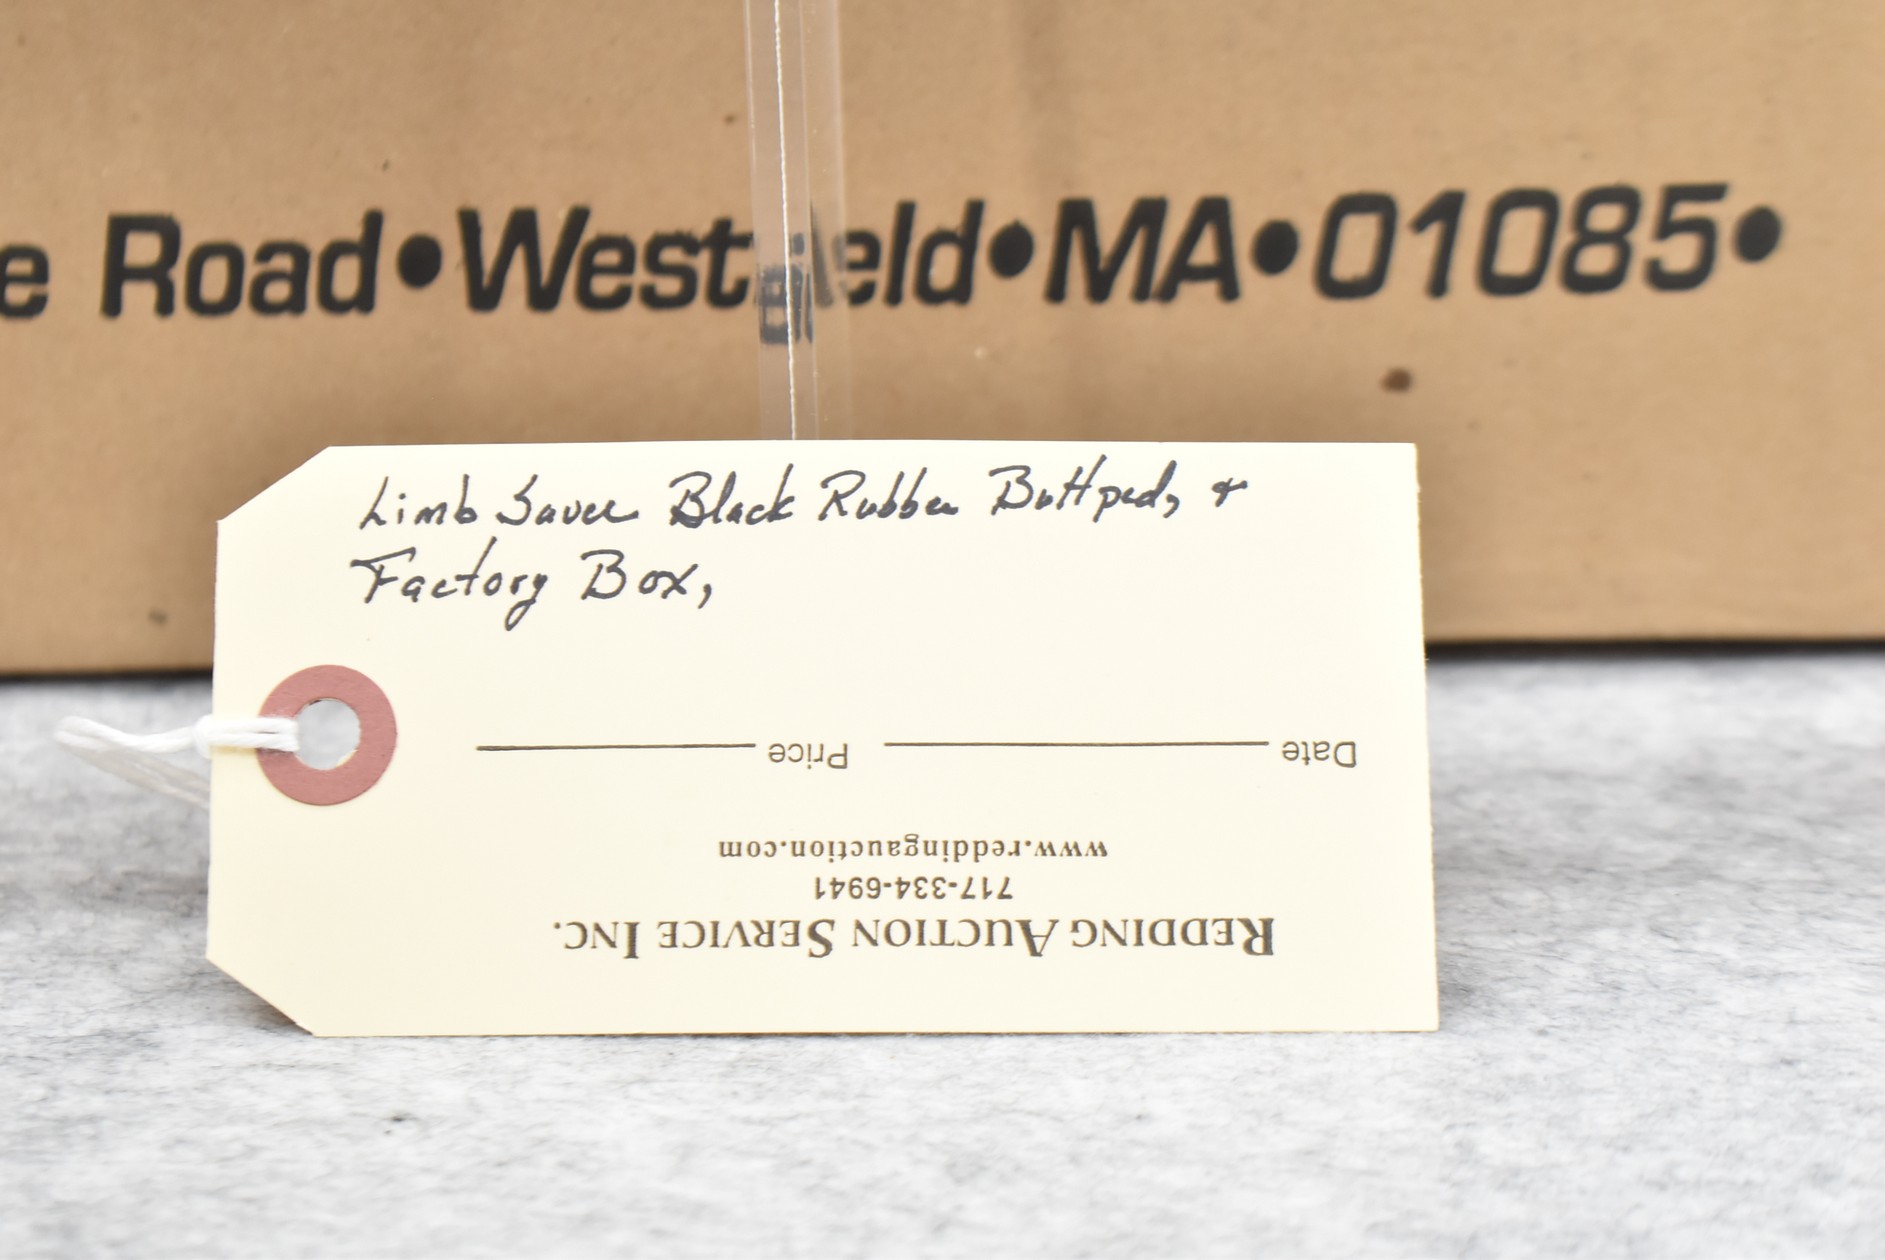 e Road•Westfield•MA•01085•
Limb Saver Black Rubber Buttpad, &
Factory Box,
Date Price
www.reddingauction.com
717-334-6941
REDDING AUCTION SERVICE INC.